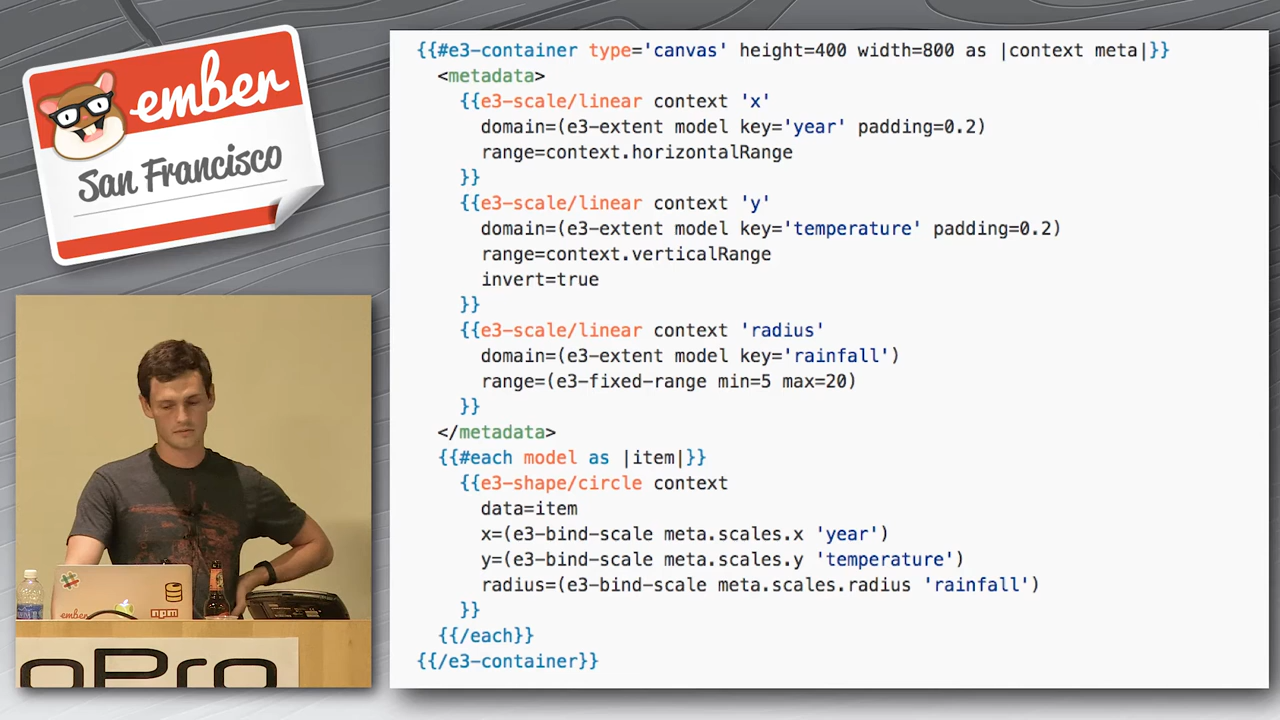 ember
San Francisco
{{#e3-container type='canvas' height=400 width=800 as |context meta|}}
<metadata>
{{e3-scale/linear context 'x'
domain=(e3-extent model key='year' padding=0.2)
range=context.horizontalRange
}}
{{e3-scale/linear context 'y'
domain=(e3-extent model key='temperature' padding=0.2)
range=context.verticalRange
invert=true
}}
{{e3-scale/linear context 'radius'
domain=(e3-extent model key='rainfall')
range=(e3-fixed-range min=5 max=20)
}}
</metadata>
{{#each model as |item|}}
{{e3-shape/circle context
data=item
x=(e3-bind-scale meta.scales.x 'year')
y=(e3-bind-scale meta.scales.y 'temperature')
radius=(e3-bind-scale meta.scales.radius 'rainfall')
}}
{{/each}}
{{/e3-container}}
ember
npm
oPro